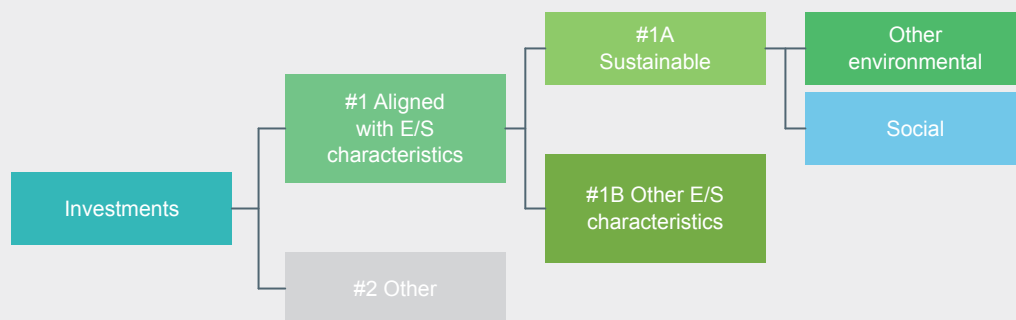 Investments
#1 Aligned
with E/S
characteristics
#2 Other
#1A
Sustainable
#1B Other E/S
characteristics
Other
environmental
Social